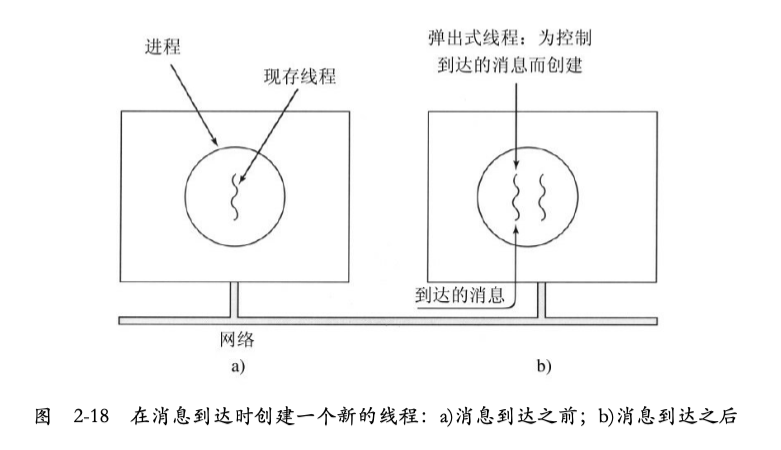 进程
现存线程
弹出式线程：为控制
到达的消息而创建
到达的消息
网络
a)
b)
图 2-18 在消息到达时创建一个新的线程：a)消息到达之前；b)消息到达之后